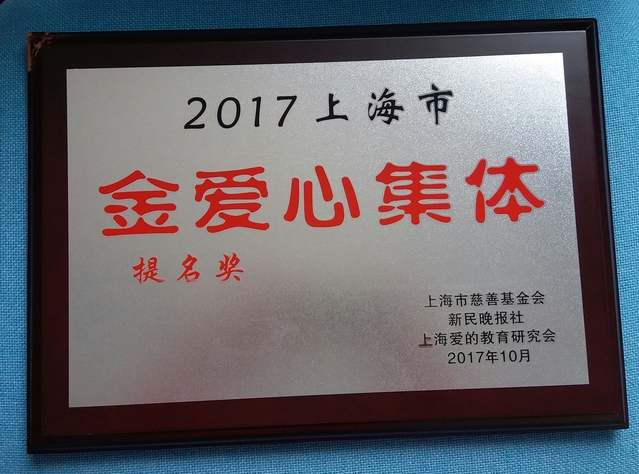 2017上海市
金爱心集体
提名奖
上海市慈善基金会
新民晚报社
上海爱的教育研究会
2017年10月